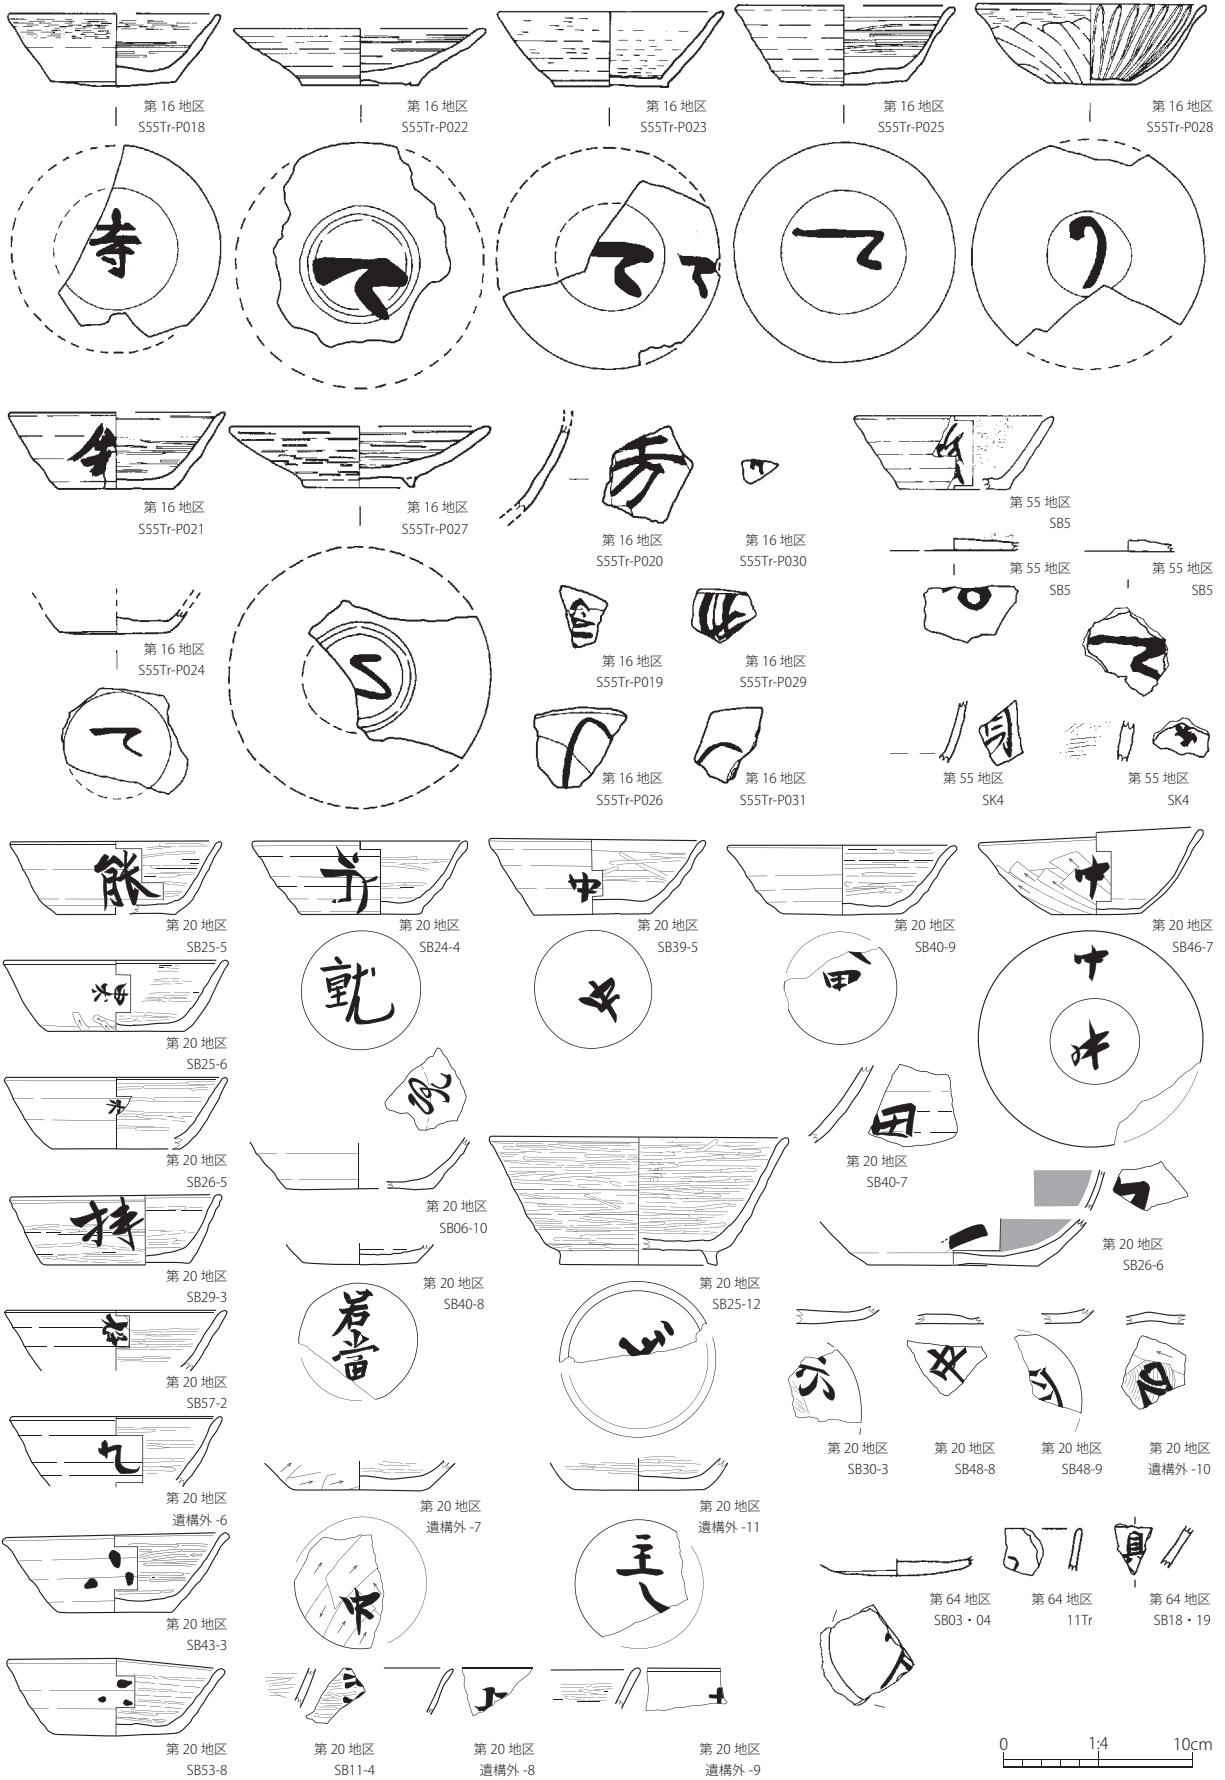 第 16 地区
S55Tr-P018
第 16 地区
S55Tr-P022
第 16 地区
S55Tr-P023
第 16 地区
S55Tr-P025
第 16 地区
S55Tr-P028
寺
て
て
て
て
第 16 地区
S55Tr-P021
第 16 地区
S55Tr-P027
第 16 地区
S55Tr-P020
第 16 地区
S55Tr-P030
第 55 地区
SB5
第 55 地区
SB5
第 55 地区
SB5
第 16 地区
S55Tr-P024
て
第 16 地区
S55Tr-P019
第 16 地区
S55Tr-P029
第 16 地区
S55Tr-P026
第 16 地区
S55Tr-P031
第 55 地区
SK4
第 55 地区
SK4
熊
第 20 地区
SB25-5
第 20 地区
SB24-4
中
第 20 地区
SB39-5
第 20 地区
SB40-9
中
第 20 地区
SB46-7
中
第 20 地区
SB25-6
第 20 地区
SB26-5
田
第 20 地区
SB40-7
持
第 20 地区
SB29-3
第 20 地区
SB06-10
第 20 地区
SB40-8
若
當
第 20 地区
SB25-12
第 20 地区
SB26-6
第 20 地区
SB57-2
第 20 地区
SB30-3
第 20 地区
SB48-8
第 20 地区
SB48-9
第 20 地区
遺構外 -10
第 20 地区
遺構外 -6
第 20 地区
遺構外 -7
第 20 地区
遺構外 -11
主
第 20 地区
SB43-3
第 64 地区
SB03・04
第 64 地区
11Tr
具
第 64 地区
SB18・19
第 20 地区
SB53-8
第 20 地区
SB11-4
第 20 地区
遺構外 -8
第 20 地区
遺構外 -9
0 1:4 10cm